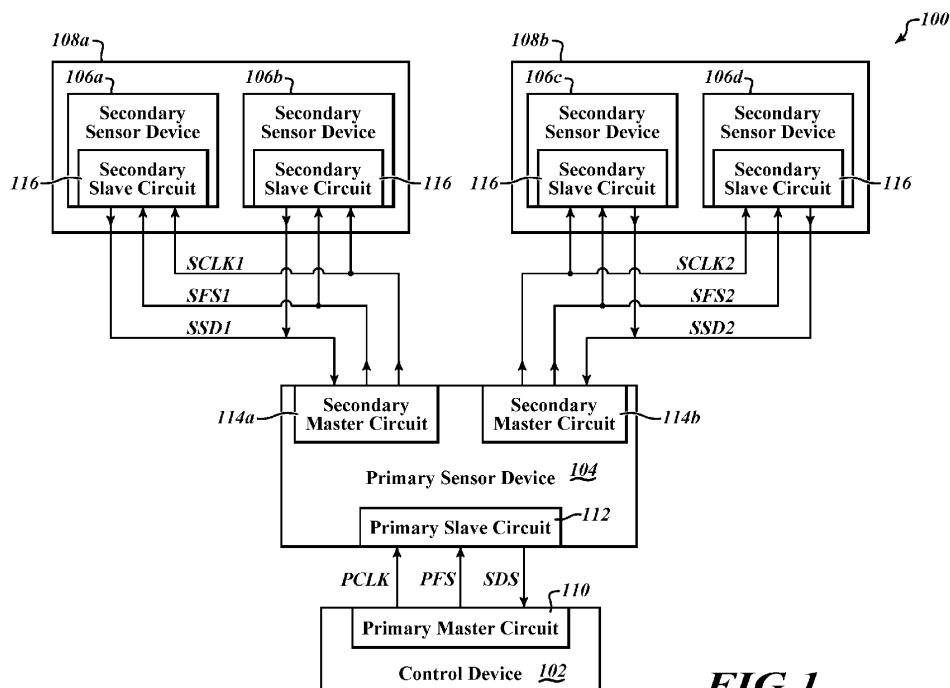 100
108a
108b
106a
106b
106c
106d
Secondary
Sensor Device
Secondary
Sensor Device
Secondary
Sensor Device
Secondary
Sensor Device
116
Secondary
Slave Circuit
Secondary
Slave Circuit
116
116
Secondary
Slave Circuit
Secondary
Slave Circuit
116
SCLK1
SCLK2
SFS1
SFS2
SSD1
SSD2
114a
Secondary
Master Circuit
Secondary
Master Circuit
114b
Primary Sensor Device 104
Primary Slave Circuit
112
PCLK
PFS
SDS
110
Primary Master Circuit
Control Device 102
FIG 1